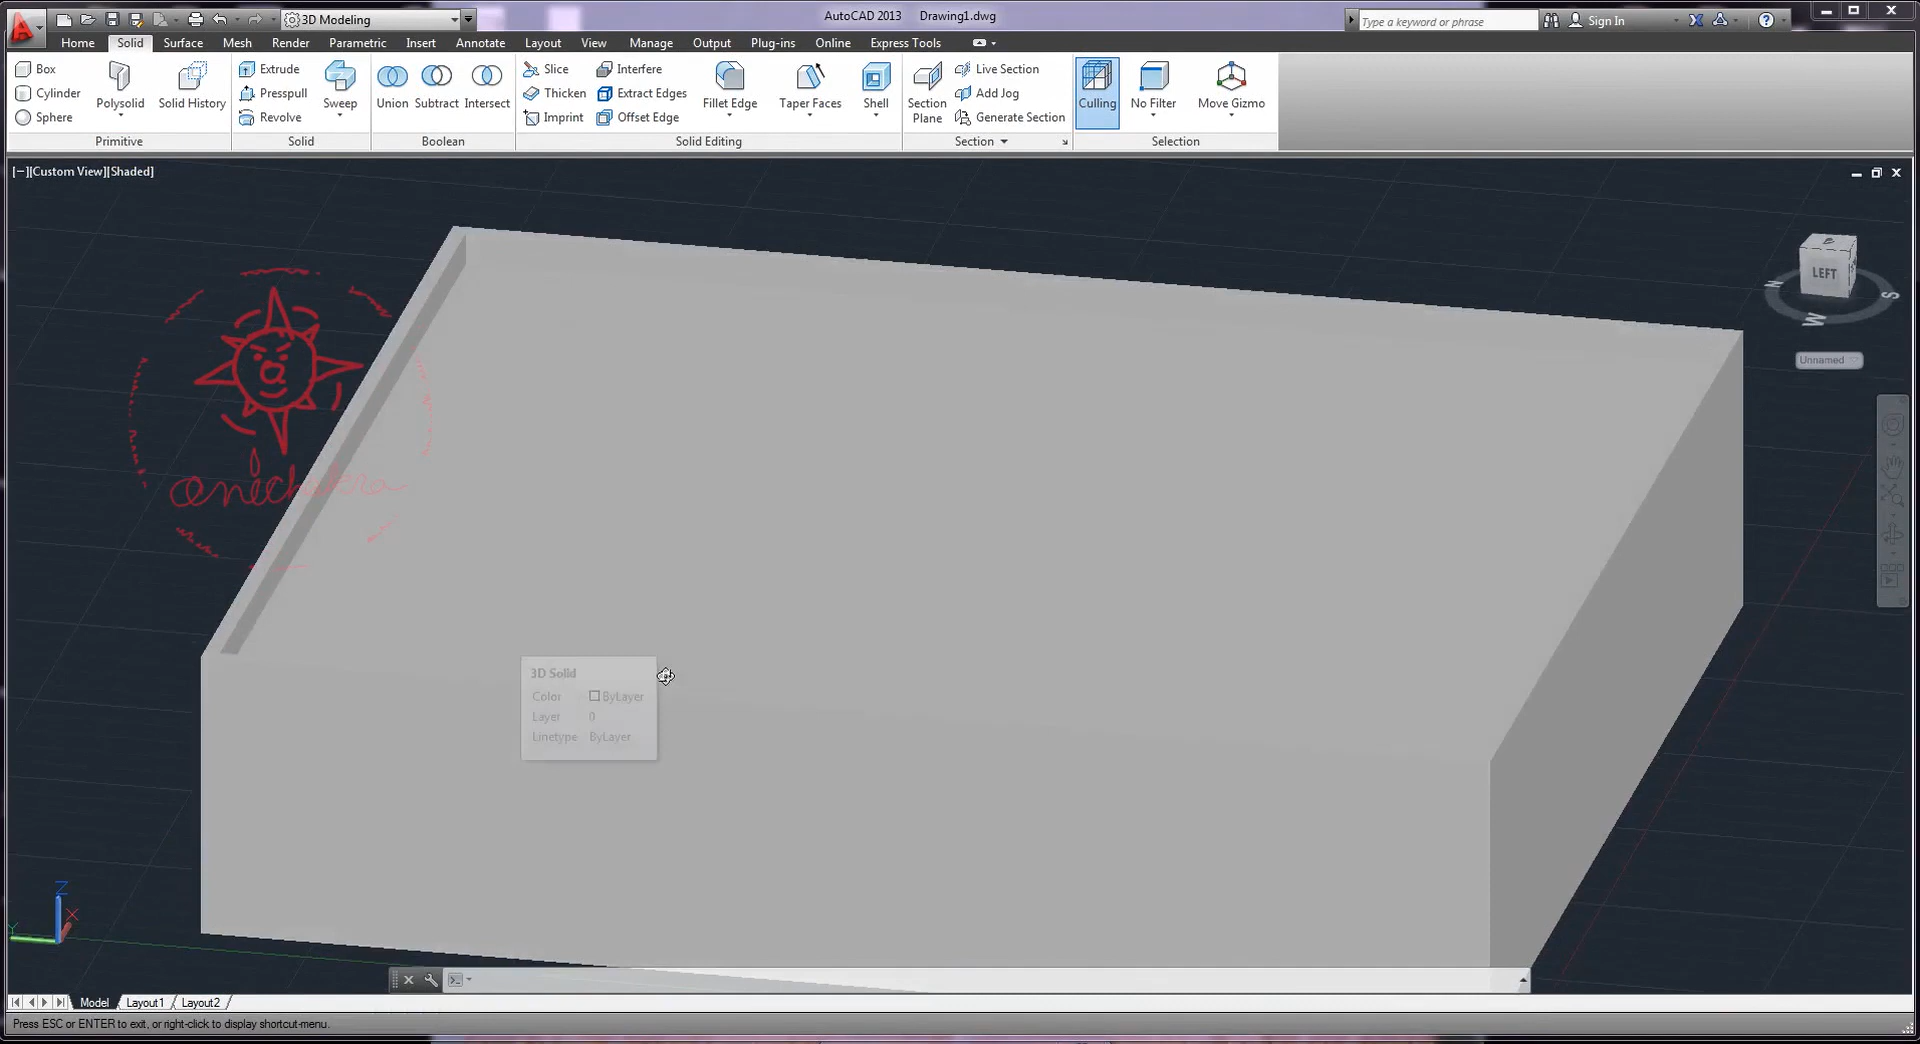 3D Modeling
AutoCAD 2013 Drawing1.dwg
Type a keyword or phrase
Sign In
Home Solid Surface Mesh Render Parametric Insert Annotate Layout View Manage Output Plug-ins Online Express Tools
Box
Cylinder
Sphere
Polysolid
Solid History
Primitive
Extrude
Presspull
Revolve
Sweep
Solid
Union
Subtract
Intersect
Boolean
Slice
Thicken
Imprint
Interfere
Extract Edges
Offset Edge
Fillet Edge
Taper Faces
Shell
Solid Editing
Section
Plane
Live Section
Add Jog
Generate Section
Section
Culling
No Filter
Move Gizmo
Selection
[−][Custom View][Shaded]
LEFT
N
S
W
Unnamed
onechakra
3D Solid
Color ByLayer
Layer 0
Linetype ByLayer
Z
X
Y
Model Layout1 Layout2
Press ESC or ENTER to exit, or right-click to display shortcut-menu.